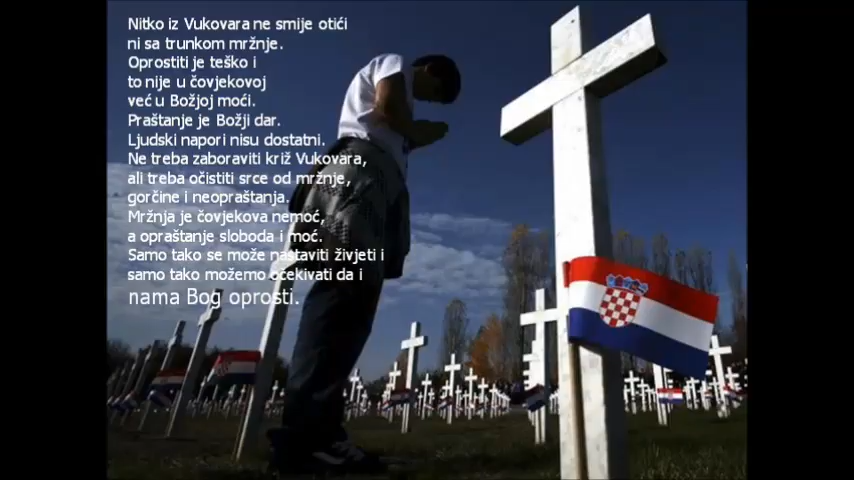 Nitko iz Vukovara ne smije otići
ni sa trunkom mržnje.
Oprostiti je teško i
to nije u čovjekovoj
već u Božjoj moći.
Praštanje je Božji dar.
Ljudski napori nisu dostatni.
Ne treba zaboraviti križ Vukovara,
ali treba očistiti srce od mržnje,
gorčine i neopraštanja.
Mržnja je čovjekova nemoć,
a opraštanje sloboda i moć.
Samo tako se može nastaviti živjeti i
samo tako možemo očekivati da i
nama Bog oprosti.